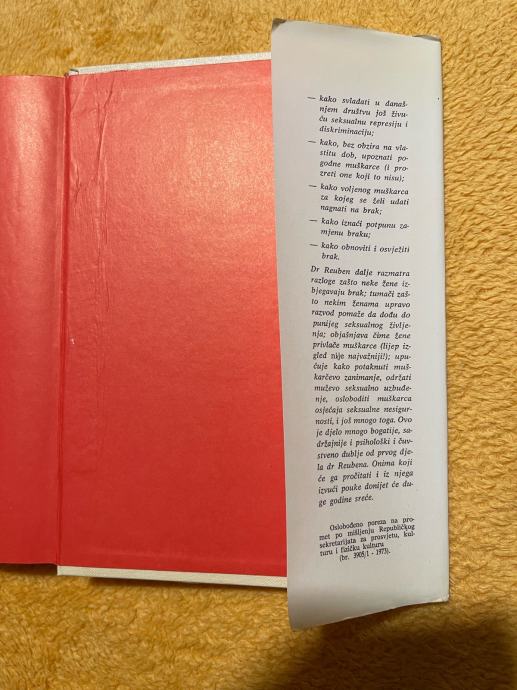 — kako svladati u današ-
njem društvu još živu-
ću seksualnu represiju i
diskriminaciju;
— kako, bez obzira na vla-
stitu dob, upoznati po-
godne muškarce (i pro-
zreti one koji to nisu);
— kako voljenog muškarca
za kojeg se želi udati
nagnati na brak;
— kako iznaći potpunu za-
mjenu braku;
— kako obnoviti i osvježiti
brak.
Dr Reuben dalje razmatra
razloge zašto neke žene iz-
bjegavaju brak; tumači zaš-
to nekim ženama upravo
razvod pomaže da dođu do
punijeg seksualnog življe-
nja; objašnjava čime žene
privlače muškarce (lijep iz-
gled nije najvažniji!); upu-
ćuje kako potaknuti muš-
karčevo zanimanje, održati
muževo seksualno uzbuđe-
nje, osloboditi muškarca
osjećaja seksualne nesigur-
nosti, i još mnogo toga. Ovo
je djelo mnogo bogatije, sa-
držajnije i psihološki i čuv-
stveno dublje od prvog dje-
la dr Reubena. Onima koji
će ga pročitati i iz njega
izvući pouke donijet će du-
ge godine sreće.
Oslobođeno poreza na pro-
met po mišljenju Republičkog
sekretarijata za prosvjetu, kul-
turu i fizičku kulturu
(br. 3905/1 - 1973).